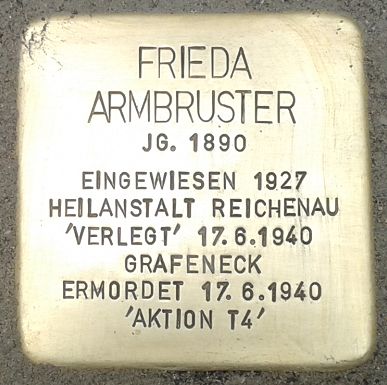 FRIEDA
ARMBRUSTER
JG. 1890
EINGEWIESEN 1927
HEILANSTALT REICHENAU
'VERLEGT' 17.6.1940
GRAFENECK
ERMORDET 17.6.1940
'AKTION T4'